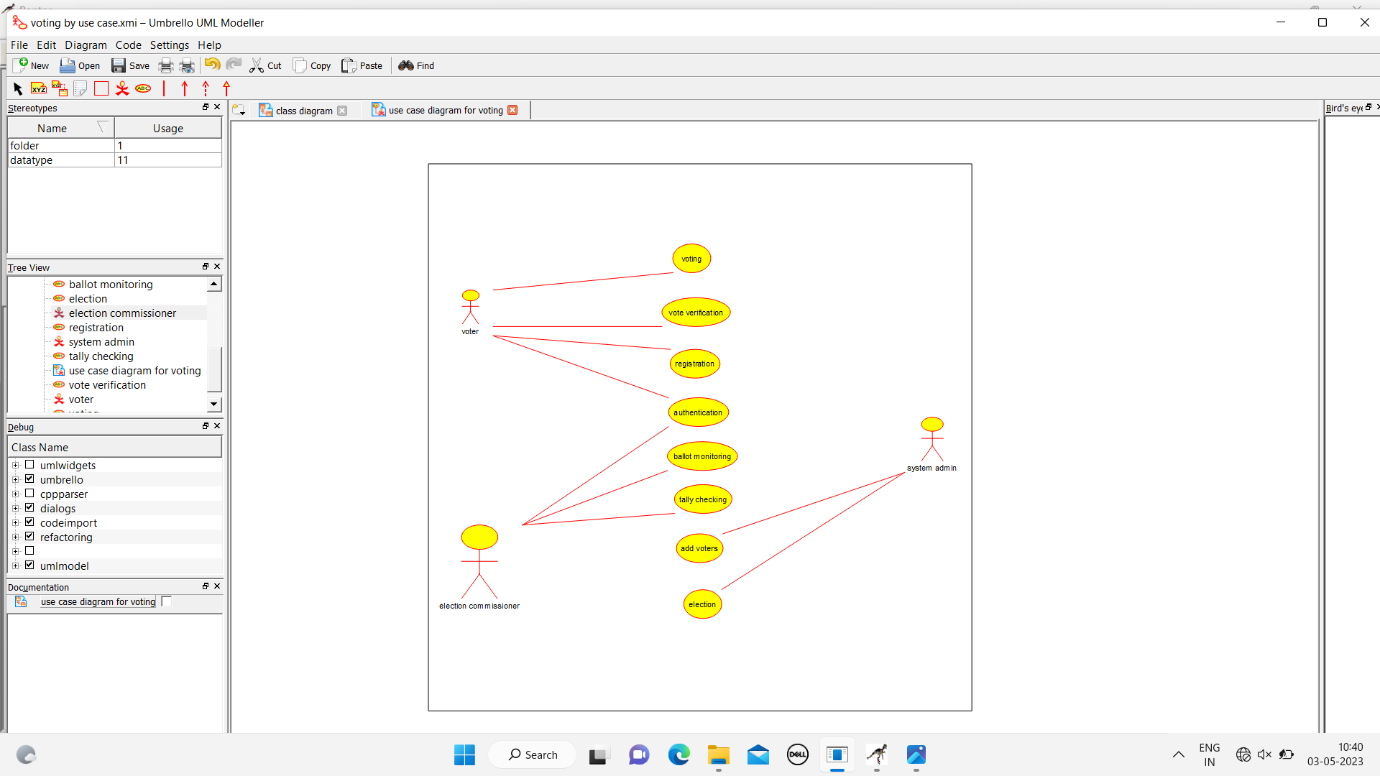 voting by use case.xmi – Umbrello UML Modeller
File Edit Diagram Code Settings Help
New Open Save Cut Copy Paste Find
XYZ ABC
Stereotypes
Name Usage
folder 1
datatype 11
class diagram
use case diagram for voting
Bird's eye
Tree View
ballot monitoring
election
election commissioner
registration
system admin
tally checking
use case diagram for voting
vote verification
voter
Debug
Class Name
umlwidgets
umbrello
cppparser
dialogs
codeimport
refactoring
umlmodel
Documentation
use case diagram for voting
voting
vote verification
voter
registration
authentication
ballot monitoring
system admin
tally checking
add voters
election commissioner
election
Search
DELL
ENG
IN
10:40
03-05-2023